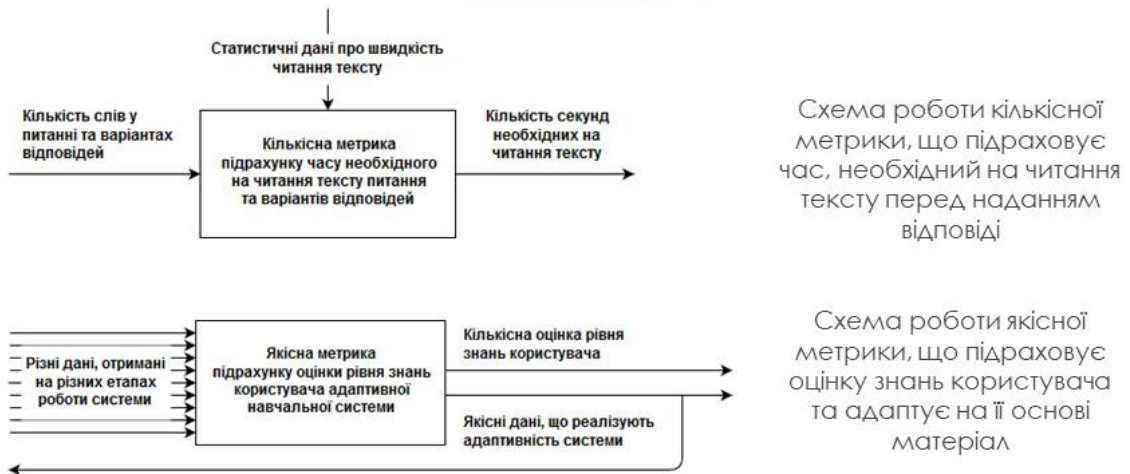 Статистичні дані про швидкість
читання тексту
Кількість слів у
питанні та варіантах
відповідей
Кількісна метрика
підрахунку часу необхідного
на читання тексту питання
та варіантів відповідей
Кількість секунд
необхідних на
читання тексту
Схема роботи кількісної
метрики, що підраховує
час, необхідний на читання
тексту перед наданням
відповіді
Різні дані, отримані
на різних етапах
роботи системи
Якісна метрика
підрахунку оцінки рівня знань
користувача адаптивної
навчальної системи
Кількісна оцінка рівня
знань користувача
Якісні дані, що реалізують
адаптивність системи
Схема роботи якісної
метрики, що підраховує
оцінку знань користувача
та адаптує на її основі
матеріал